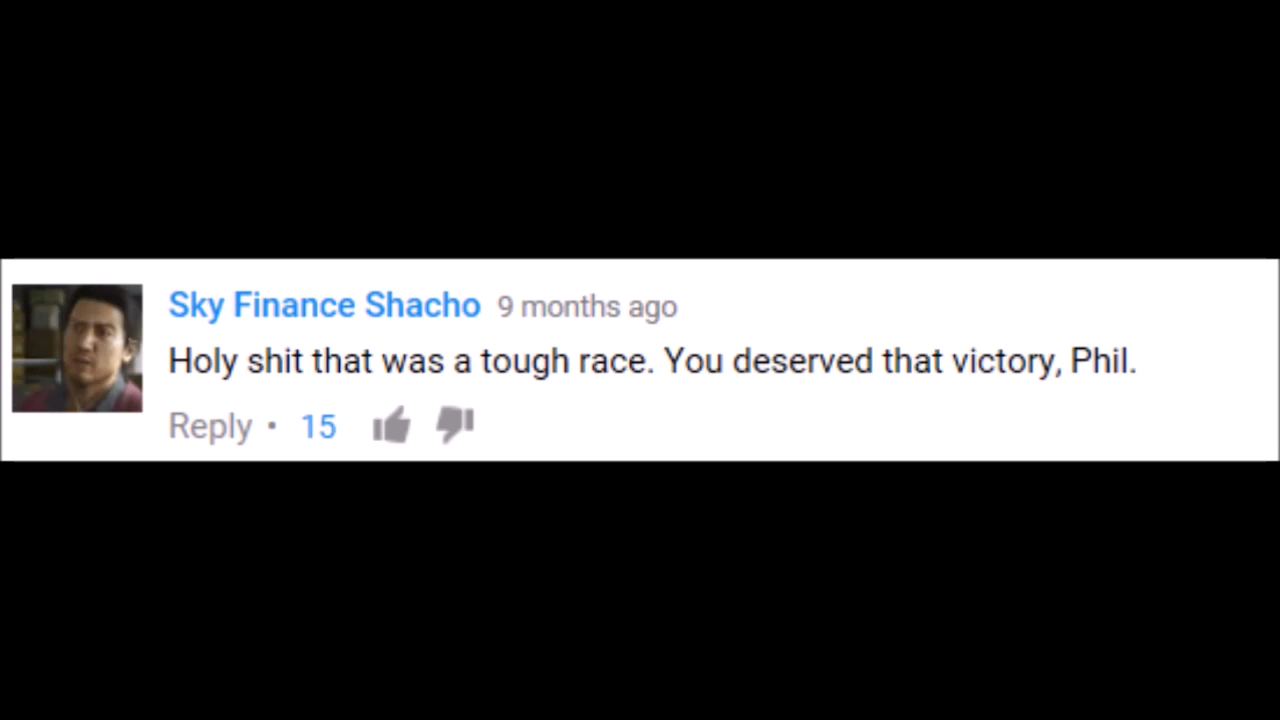 Sky Finance Shacho 9 months ago
Holy shit that was a tough race. You deserved that victory, Phil.
Reply • 15